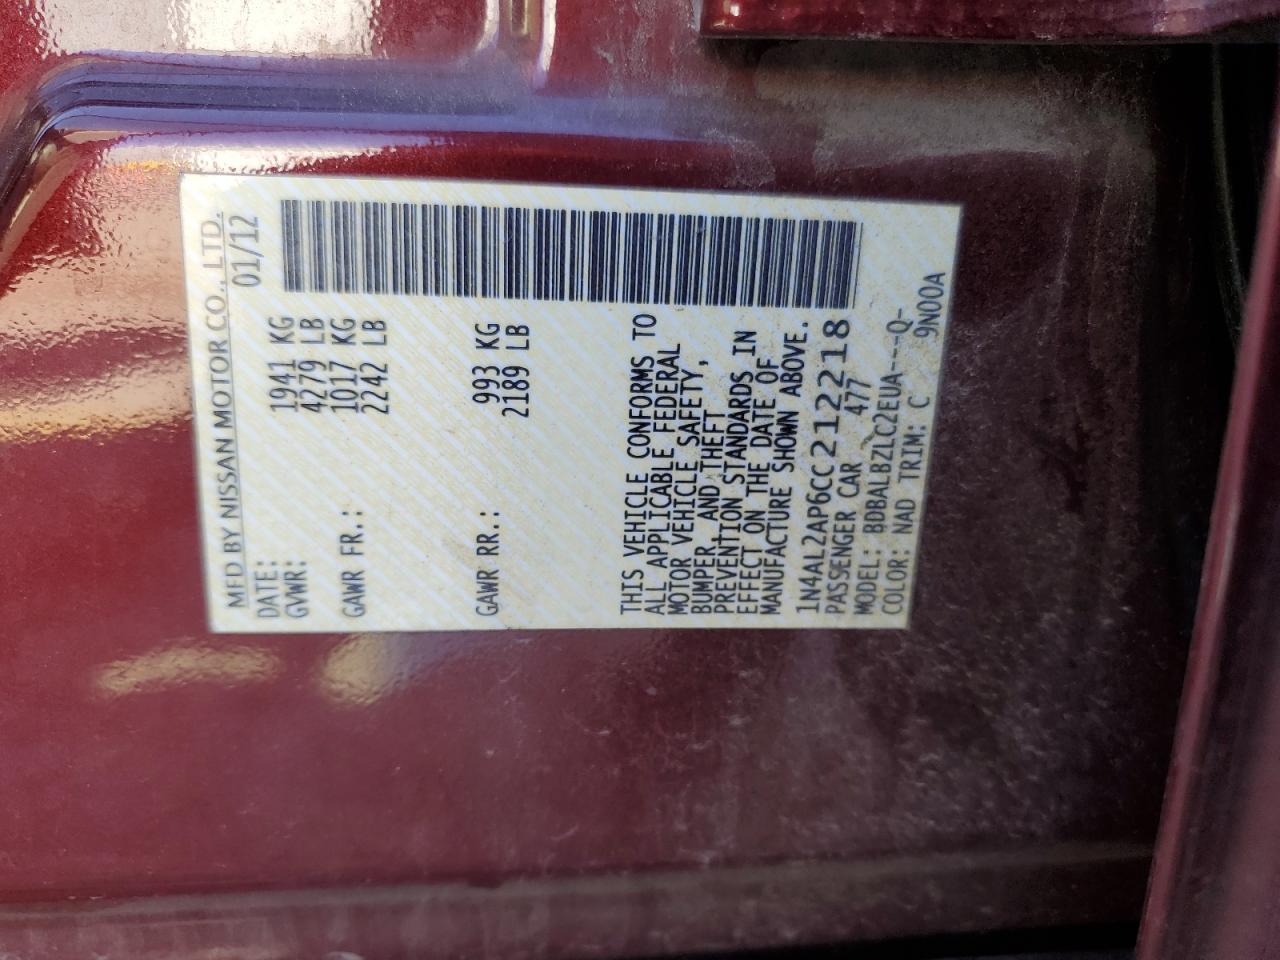 MFD BY NISSAN MOTOR CO., LTD.
DATE: 01/12
GVWR: 1941 KG
4279 LB
GAWR FR.: 1017 KG
2242 LB
GAWR RR.: 993 KG
2189 LB
THIS VEHICLE CONFORMS TO
ALL APPLICABLE FEDERAL
MOTOR VEHICLE SAFETY,
BUMPER, AND THEFT
PREVENTION STANDARDS IN
EFFECT ON THE DATE OF
MANUFACTURE SHOWN ABOVE.
1N4AL2AP6CC212218
PASSENGER CAR 477
MODEL: BDBALBZLC2EUA---Q-
COLOR: NAD TRIM: C 9N00A